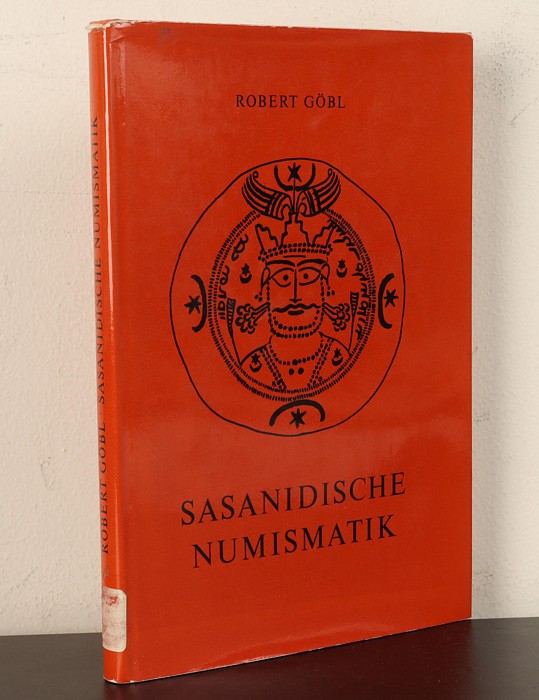 ROBERT GÖBL
SASANIDISCHE
NUMISMATIK
ROBERT GÖBL · SASANIDISCHE NUMISMATIK